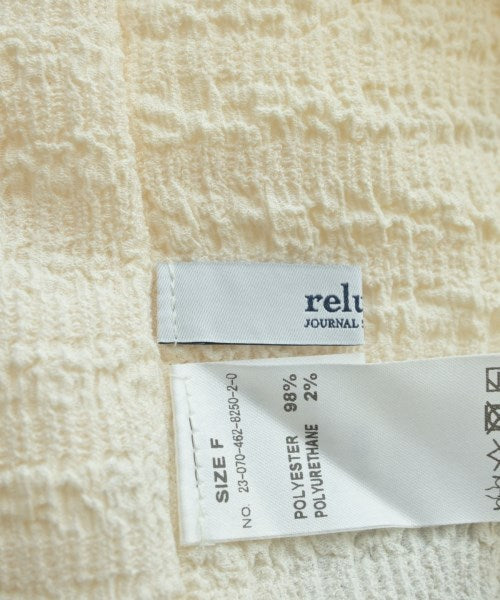 relu
JOURNAL S
SIZE F
NO. 23-070-462-8250-2-0
POLYESTER 98%
POLYURETHANE 2%